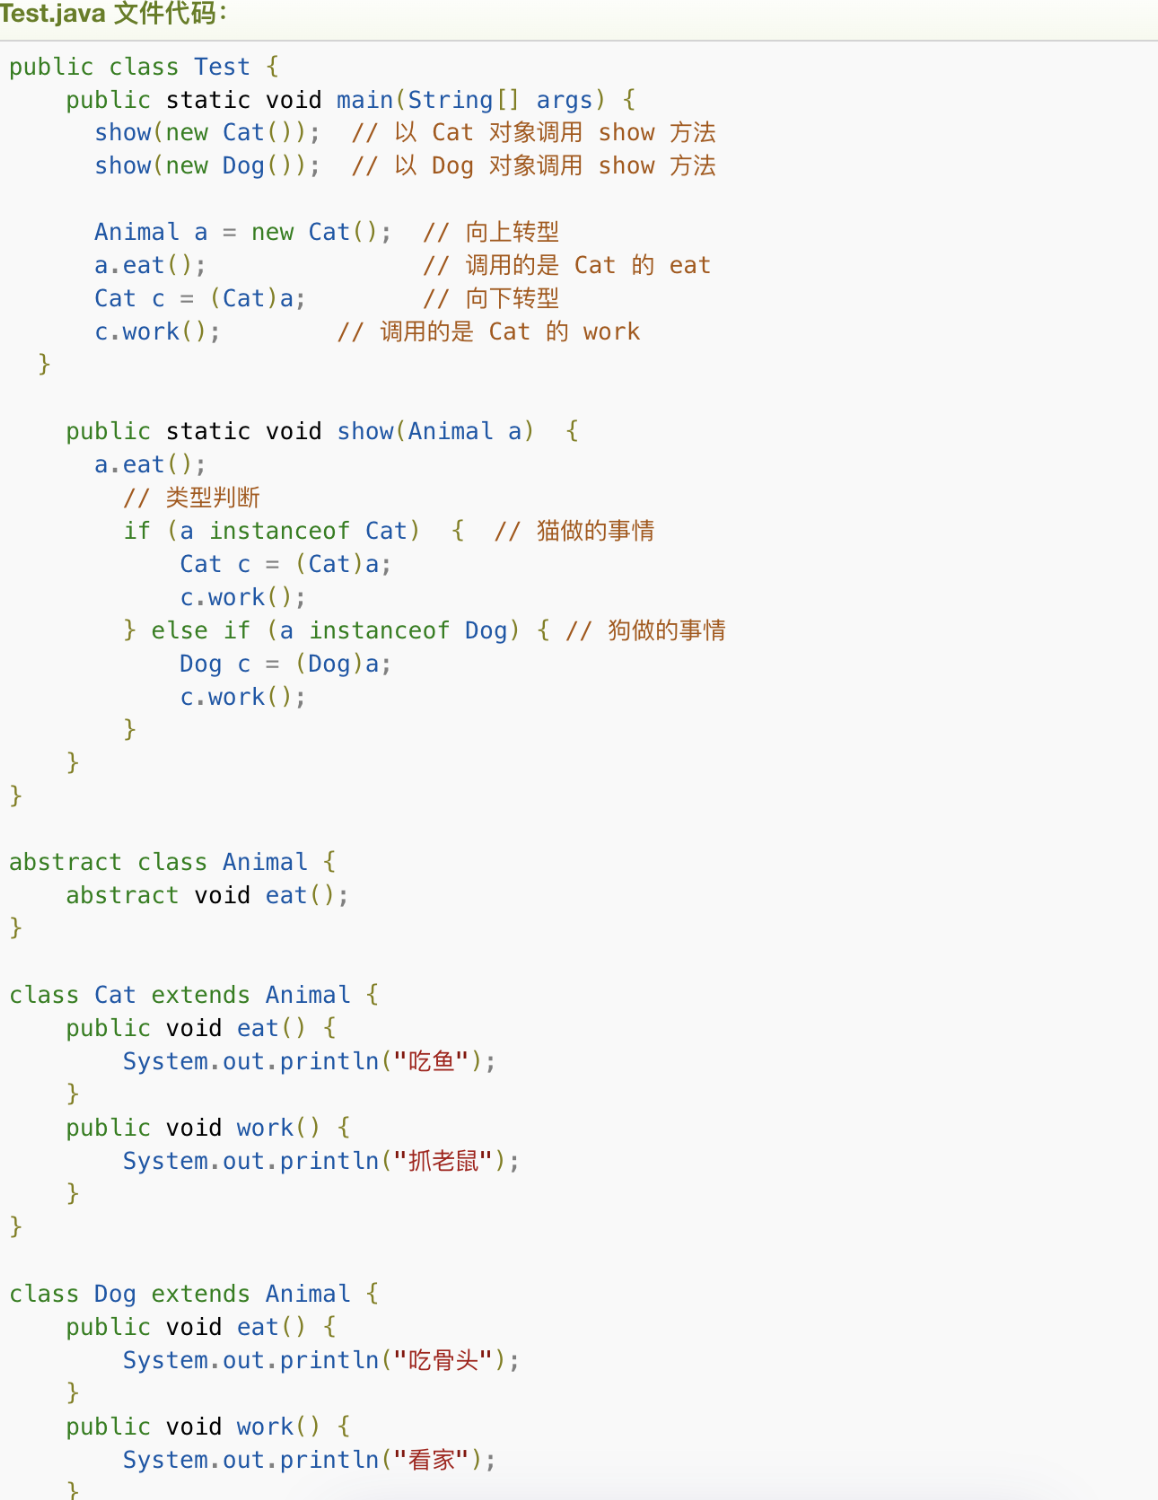 Test.java 文件代码：
public class Test {
    public static void main(String[] args) {
      show(new Cat());  // 以 Cat 对象调用 show 方法
      show(new Dog());  // 以 Dog 对象调用 show 方法

      Animal a = new Cat();  // 向上转型
      a.eat();               // 调用的是 Cat 的 eat
      Cat c = (Cat)a;        // 向下转型
      c.work();        // 调用的是 Cat 的 work
  }

    public static void show(Animal a)  {
      a.eat();
        // 类型判断
        if (a instanceof Cat)  {  // 猫做的事情
            Cat c = (Cat)a;
            c.work();
        } else if (a instanceof Dog) { // 狗做的事情
            Dog c = (Dog)a;
            c.work();
        }
    }
}

abstract class Animal {
    abstract void eat();
}

class Cat extends Animal {
    public void eat() {
        System.out.println("吃鱼");
    }
    public void work() {
        System.out.println("抓老鼠");
    }
}

class Dog extends Animal {
    public void eat() {
        System.out.println("吃骨头");
    }
    public void work() {
        System.out.println("看家");
    }